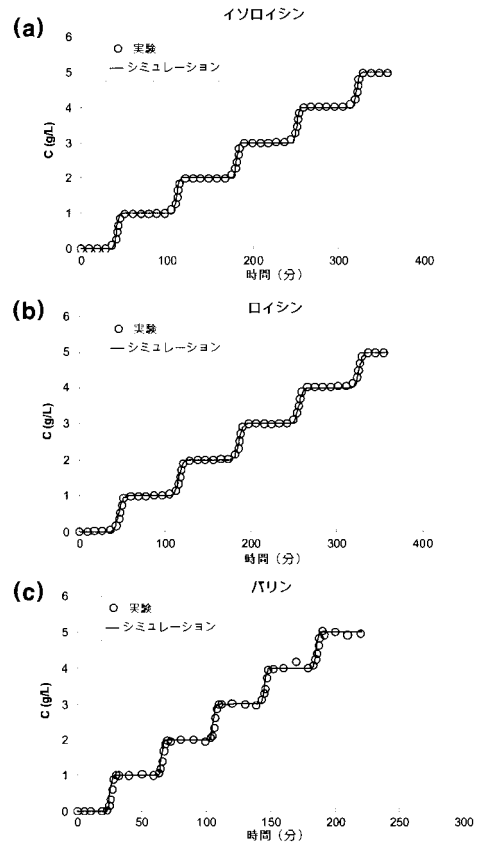 (a)
イソロイシン
6
○ 実験
5
— シミュレーション
4
C (g/L)
3
2
1
0
0 100 200 300 400
時間 (分)
(b)
ロイシン
6
○ 実験
5
— シミュレーション
4
C (g/L)
3
2
1
0
0 100 200 300 400
時間 (分)
(c)
バリン
6
○ 実験
5
— シミュレーション
4
C (g/L)
3
2
1
0
0 50 100 150 200 250 300
時間 (分)